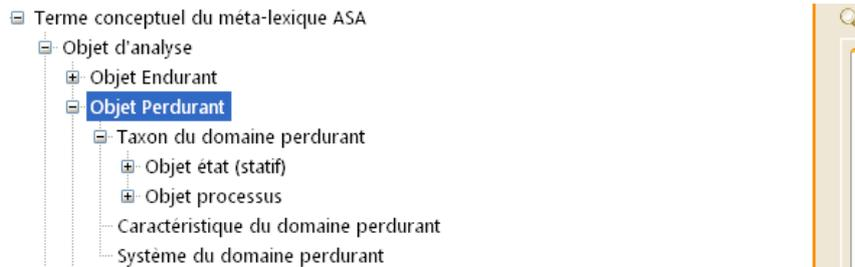 Terme conceptuel du méta-lexique ASA
Objet d'analyse
Objet Endurant
Objet Perdurant
Taxon du domaine perdurant
Objet état (statif)
Objet processus
Caractéristique du domaine perdurant
Système du domaine perdurant